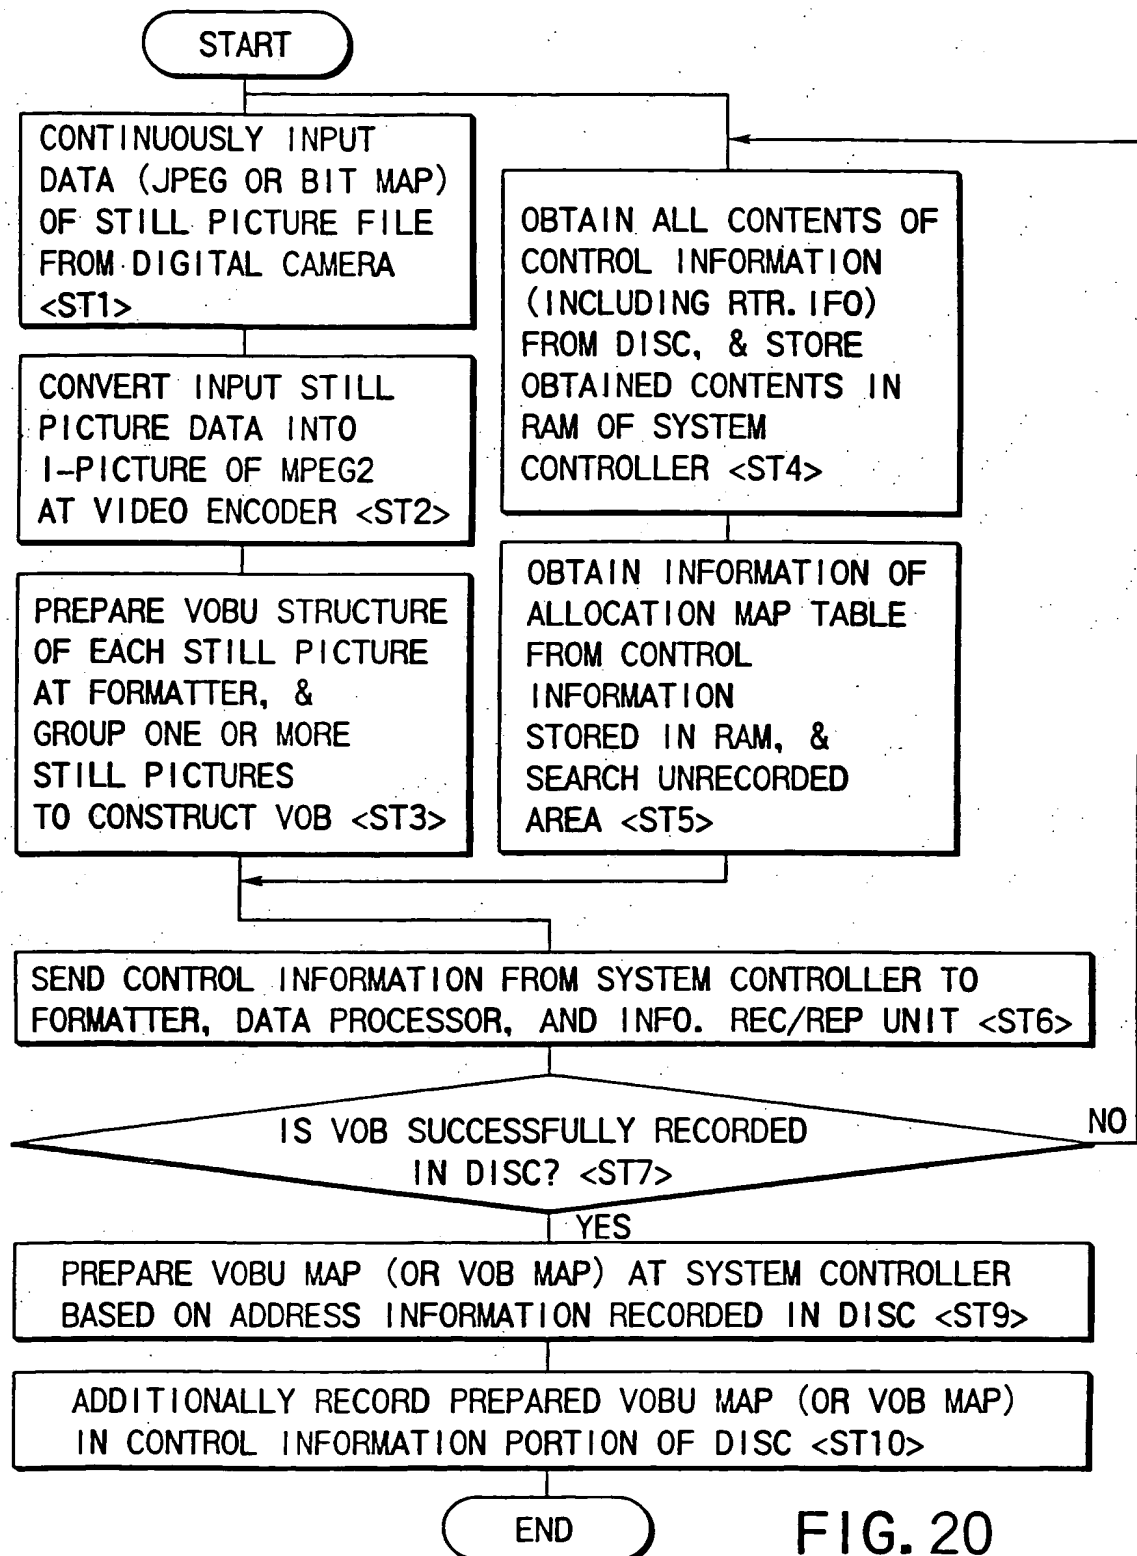 START
CONTINUOUSLY INPUT
DATA (JPEG OR BIT MAP)
OF STILL PICTURE FILE
FROM DIGITAL CAMERA
<ST1>
CONVERT INPUT STILL
PICTURE DATA INTO
I-PICTURE OF MPEG2
AT VIDEO ENCODER <ST2>
PREPARE VOBU STRUCTURE
OF EACH STILL PICTURE
AT FORMATTER, &
GROUP ONE OR MORE
STILL PICTURES
TO CONSTRUCT VOB <ST3>
OBTAIN ALL CONTENTS OF
CONTROL INFORMATION
(INCLUDING RTR. IFO)
FROM DISC, & STORE
OBTAINED CONTENTS IN
RAM OF SYSTEM
CONTROLLER <ST4>
OBTAIN INFORMATION OF
ALLOCATION MAP TABLE
FROM CONTROL
INFORMATION
STORED IN RAM, &
SEARCH UNRECORDED
AREA <ST5>
SEND CONTROL INFORMATION FROM SYSTEM CONTROLLER TO
FORMATTER, DATA PROCESSOR, AND INFO. REC/REP UNIT <ST6>
IS VOB SUCCESSFULLY RECORDED
IN DISC? <ST7>
NO
YES
PREPARE VOBU MAP (OR VOB MAP) AT SYSTEM CONTROLLER
BASED ON ADDRESS INFORMATION RECORDED IN DISC <ST9>
ADDITIONALLY RECORD PREPARED VOBU MAP (OR VOB MAP)
IN CONTROL INFORMATION PORTION OF DISC <ST10>
END
FIG. 20